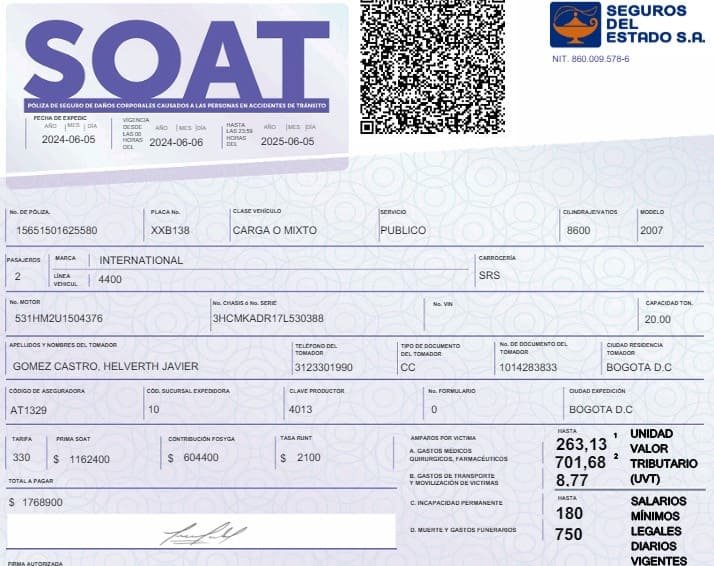 SOAT
SEGUROS
DEL
ESTADO S.A.
NIT. 860.009.578-6
PÓLIZA DE SEGURO DE DAÑOS CORPORALES CAUSADOS A LAS PERSONAS EN ACCIDENTES DE TRÁNSITO
FECHA DE EXPEDIC
AÑO | MES | DÍA
2024-06-05
VIGENCIA
DESDE
LAS 00
HORAS
DEL
AÑO | MES | DÍA
2024-06-06
HASTA
LAS 23:59
HORAS
DEL
AÑO | MES | DÍA
2025-06-05
No. DE PÓLIZA.
15651501625580
PLACA No.
XXB138
CLASE VEHÍCULO
CARGA O MIXTO
SERVICIO
PUBLICO
CILINDRAJE/VATIOS
8600
MODELO
2007
PASAJEROS
2
MARCA
INTERNATIONAL
LÍNEA
VEHICUL
4400
CARROCERÍA
SRS
No. MOTOR
531HM2U1504376
No. CHASIS ó No. SERIE
3HCMKADR17L530388
No. VIN
CAPACIDAD TON.
20.00
APELLIDOS Y NOMBRES DEL TOMADOR
GOMEZ CASTRO, HELVERTH JAVIER
TELÉFONO DEL
TOMADOR
3123301990
TIPO DE DOCUMENTO
DEL TOMADOR
CC
No. DE DOCUMENTO DEL
TOMADOR
1014283833
CIUDAD RESIDENCIA
TOMADOR
BOGOTA D.C
CÓDIGO DE ASEGURADORA
AT1329
CÓD. SUCURSAL EXPEDIDORA
10
CLAVE PRODUCTOR
4013
No. FORMULARIO
0
CIUDAD EXPEDICIÓN
BOGOTA D.C
TARIFA
330
PRIMA SOAT
$ 1162400
CONTRIBUCIÓN FOSYGA
$ 604400
TASA RUNT
$ 2100
TOTAL A PAGAR
$ 1768900
FIRMA AUTORIZADA
AMPAROS POR VICTIMA
A. GASTOS MÉDICOS
QUIRURGICOS, FARMACÉUTICOS
B. GASTOS DE TRANSPORTE
Y MOVILIZACIÓN DE VICTIMAS
C. INCAPACIDAD PERMANENTE
D. MUERTE Y GASTOS FUNERARIOS
HASTA
263,13 1
701,68 2
8.77
UNIDAD
VALOR
TRIBUTARIO
(UVT)
HASTA
180
750
SALARIOS
MÍNIMOS
LEGALES
DIARIOS
VIGENTES